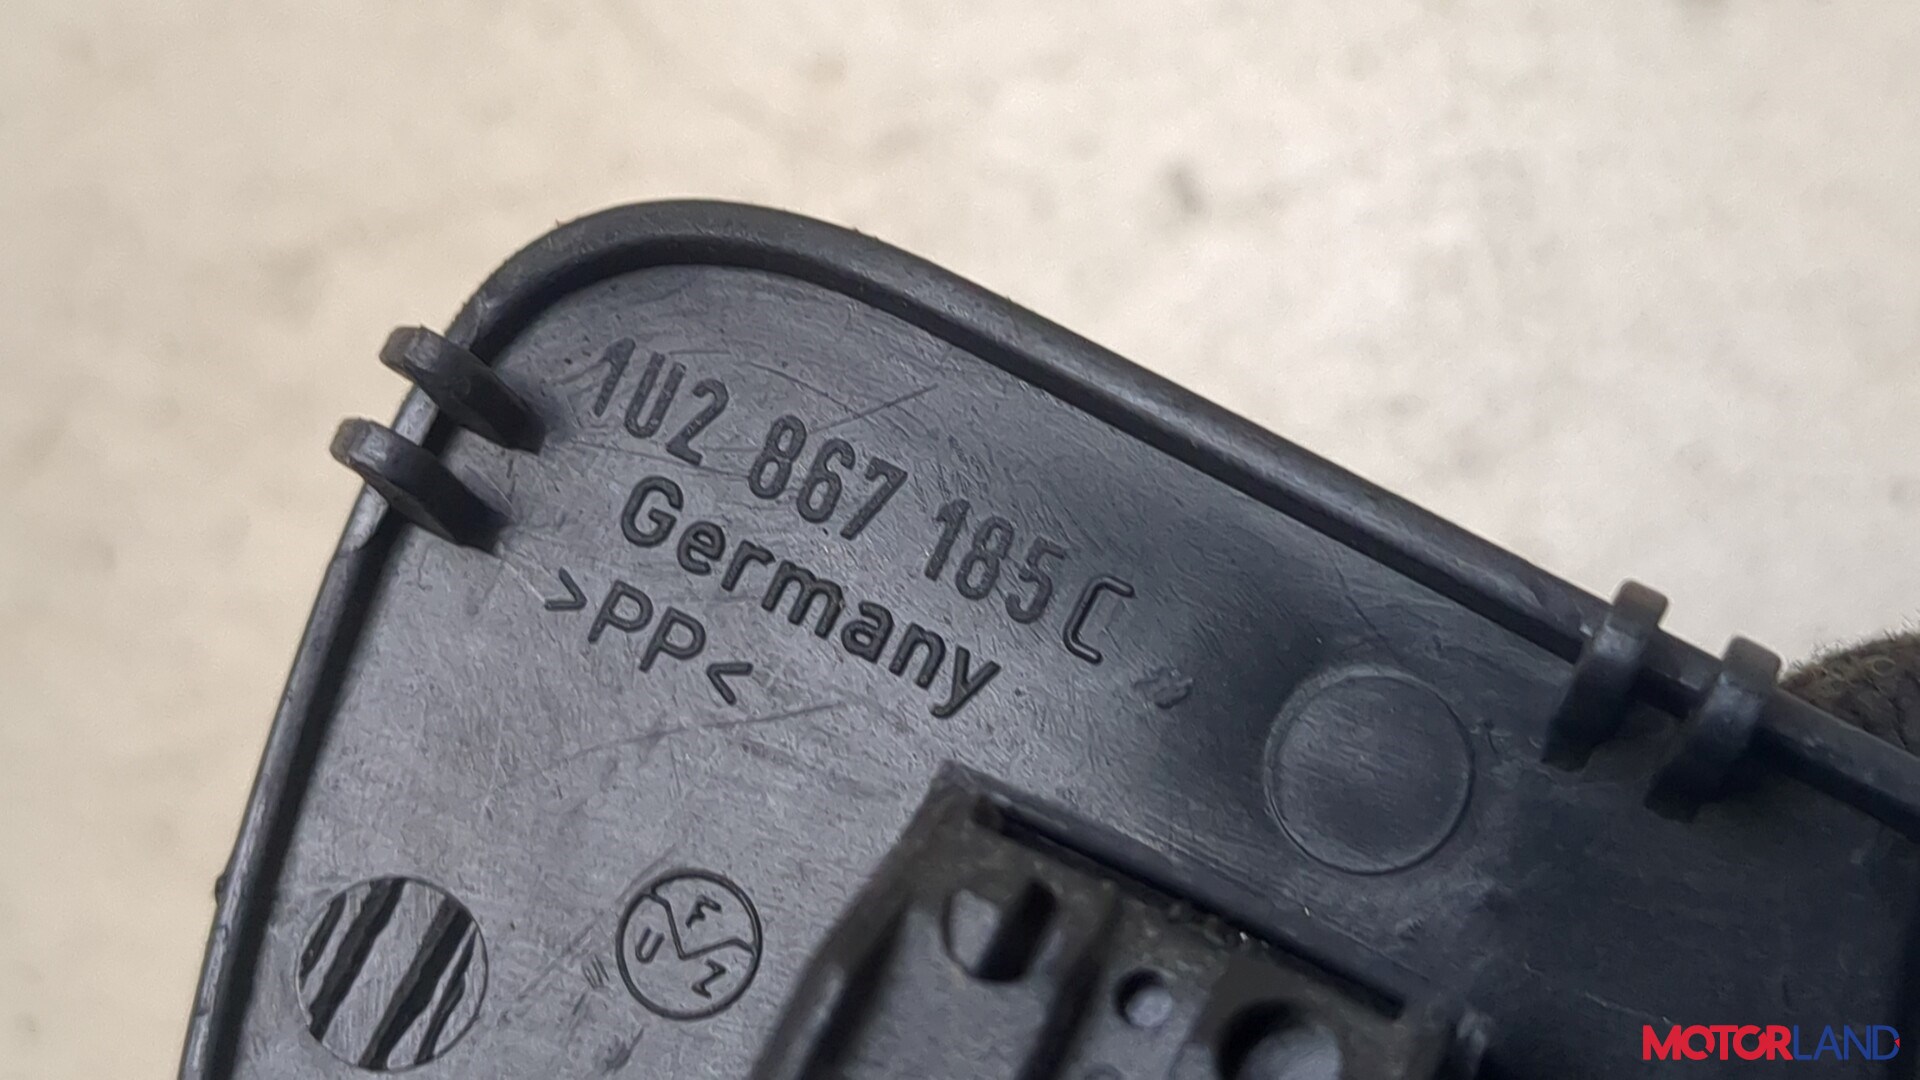 1U2 867 185 C
Germany
>PP<
MOTORLAND